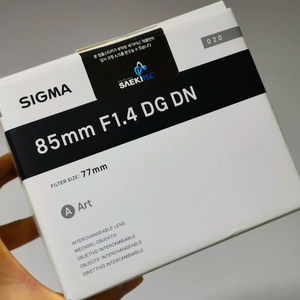 020
SAEKI P&C
SIGMA
85mm F1.4 DG DN
FILTER SIZE: 77mm
A Art
INTERCHANGEABLE LENS
WECHSEL-OBJEKTIV
OBJETIVO INTERCAMBIABLE
OBJECTIF INTERCHANGEABLE
OBIETTIVO INTERCAMBIABILE